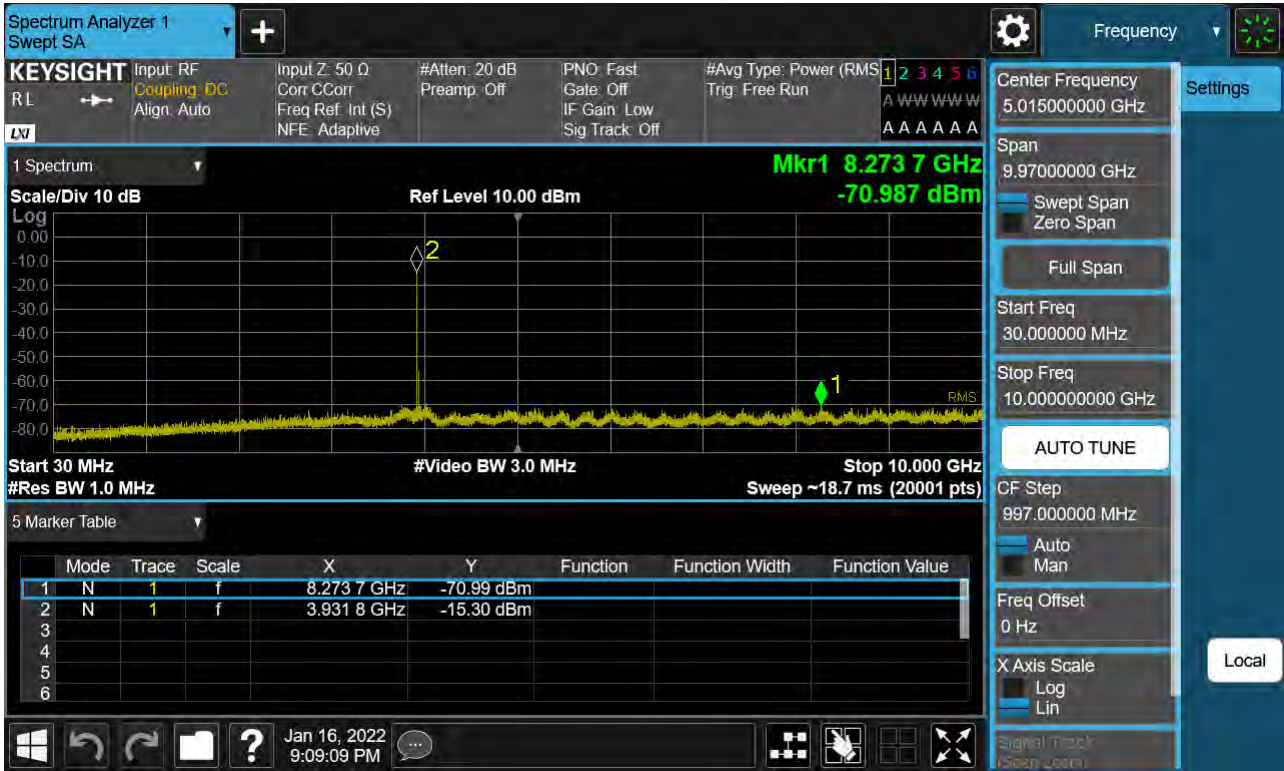 Spectrum Analyzer 1
Swept SA
+
Frequency
KEYSIGHT
RL
LXI
Input: RF
Coupling: DC
Align: Auto
Input Z: 50 Ω
Corr CCorr
Freq Ref: Int (S)
NFE: Adaptive
#Atten: 20 dB
Preamp: Off
PNO: Fast
Gate: Off
IF Gain: Low
Sig Track: Off
#Avg Type: Power (RMS
Trig: Free Run
1 2 3 4 5 6
A W W W W W
A A A A A A
1 Spectrum
Scale/Div 10 dB
Ref Level 10.00 dBm
Mkr1 8.273 7 GHz
-70.987 dBm
Log
0.00
-10.0
-20.0
-30.0
-40.0
-50.0
-60.0
-70.0
-80.0
2
1
RMS
Start 30 MHz
#Video BW 3.0 MHz
Stop 10.000 GHz
#Res BW 1.0 MHz
Sweep ~18.7 ms (20001 pts)
5 Marker Table
Mode Trace Scale X Y Function Function Width Function Value
1 N 1 f 8.273 7 GHz -70.99 dBm
2 N 1 f 3.931 8 GHz -15.30 dBm
3
4
5
6
Center Frequency
5.015000000 GHz
Span
9.97000000 GHz
Swept Span
Zero Span
Full Span
Start Freq
30.000000 MHz
Stop Freq
10.000000000 GHz
AUTO TUNE
CF Step
997.000000 MHz
Auto
Man
Freq Offset
0 Hz
X Axis Scale
Log
Lin
Signal Track
(Span Zoom)
Settings
Local
?
Jan 16, 2022
9:09:09 PM